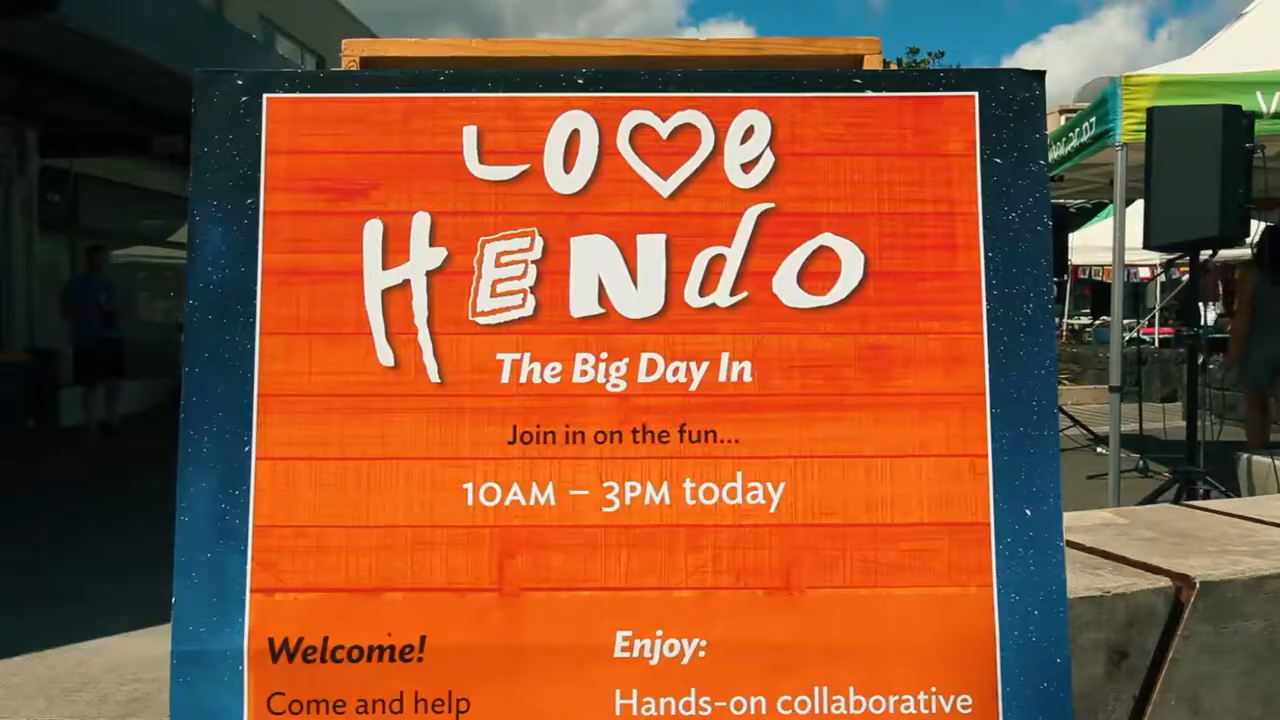 LOVE
HENdO
The Big Day In
Join in on the fun...
10AM – 3PM today
Welcome!
Come and help
Enjoy:
Hands-on collaborative